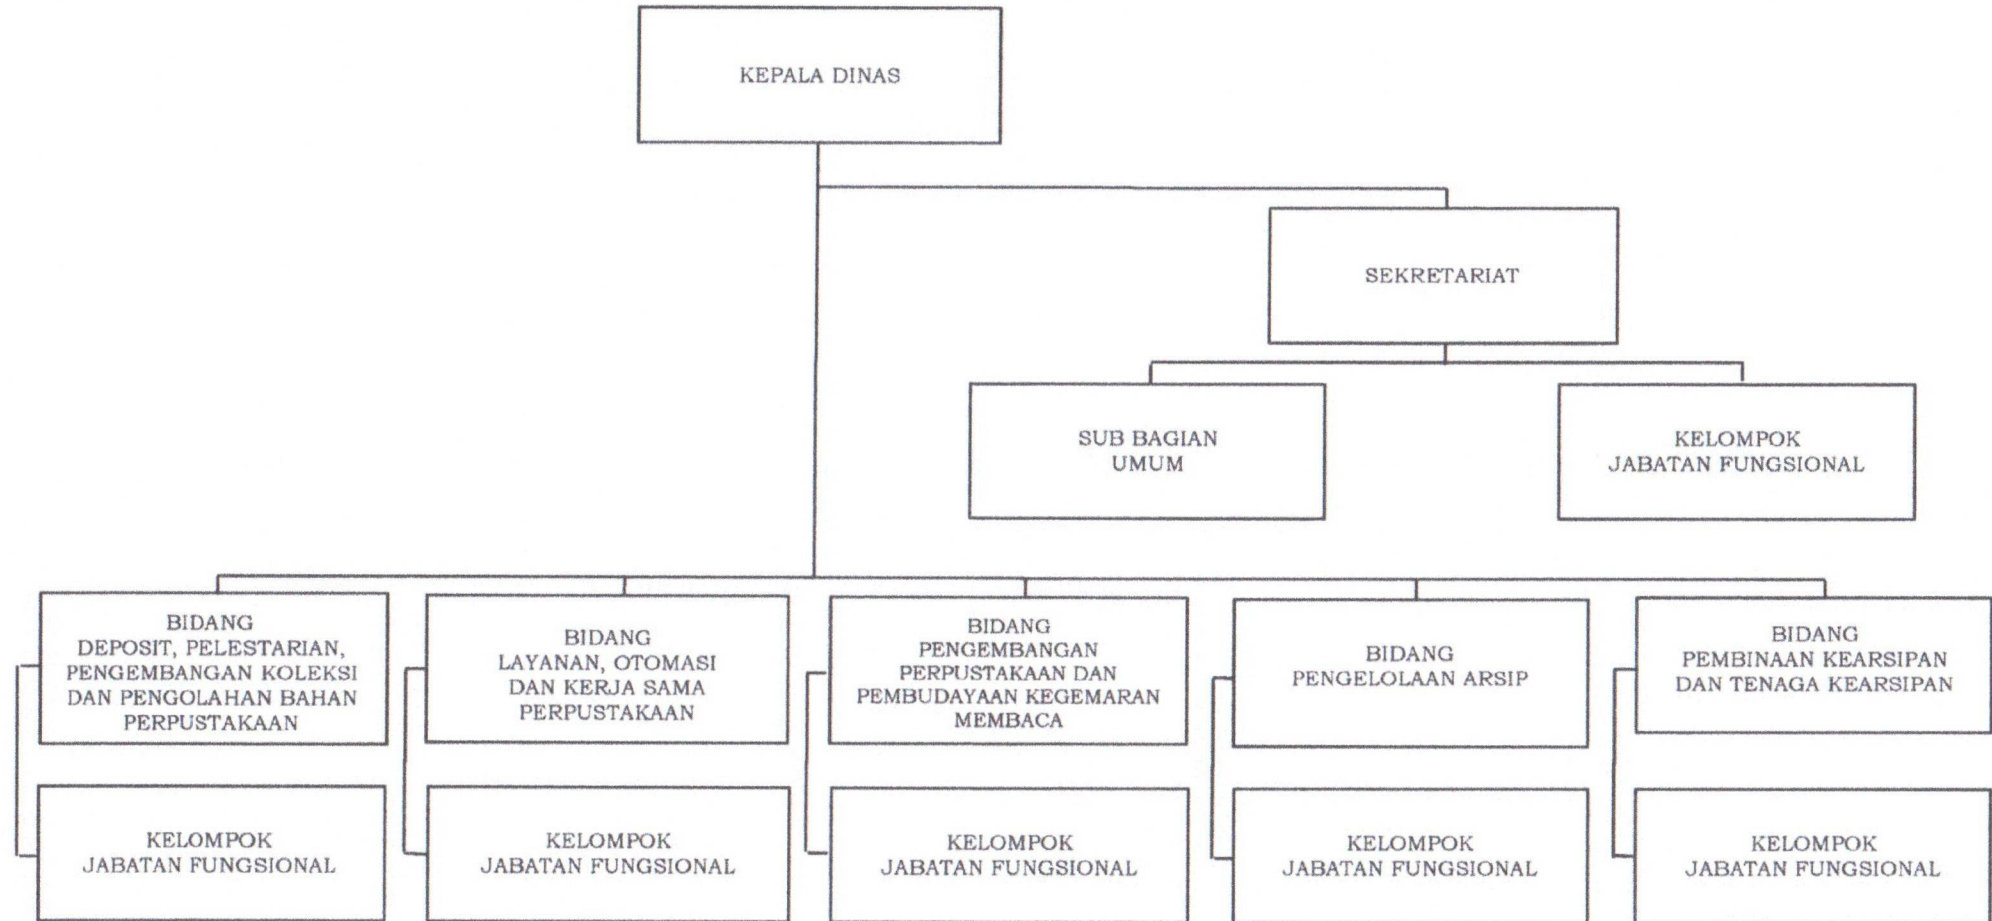 KEPALA DINAS
SEKRETARIAT
SUB BAGIAN
UMUM
KELOMPOK
JABATAN FUNGSIONAL
BIDANG
DEPOSIT, PELESTARIAN,
PENGEMBANGAN KOLEKSI
DAN PENGOLAHAN BAHAN
PERPUSTAKAAN
BIDANG
LAYANAN, OTOMASI
DAN KERJA SAMA
PERPUSTAKAAN
BIDANG
PENGEMBANGAN
PERPUSTAKAAN DAN
PEMBUDAYAAN KEGEMARAN
MEMBACA
BIDANG
PENGELOLAAN ARSIP
BIDANG
PEMBINAAN KEARSIPAN
DAN TENAGA KEARSIPAN
KELOMPOK
JABATAN FUNGSIONAL
KELOMPOK
JABATAN FUNGSIONAL
KELOMPOK
JABATAN FUNGSIONAL
KELOMPOK
JABATAN FUNGSIONAL
KELOMPOK
JABATAN FUNGSIONAL